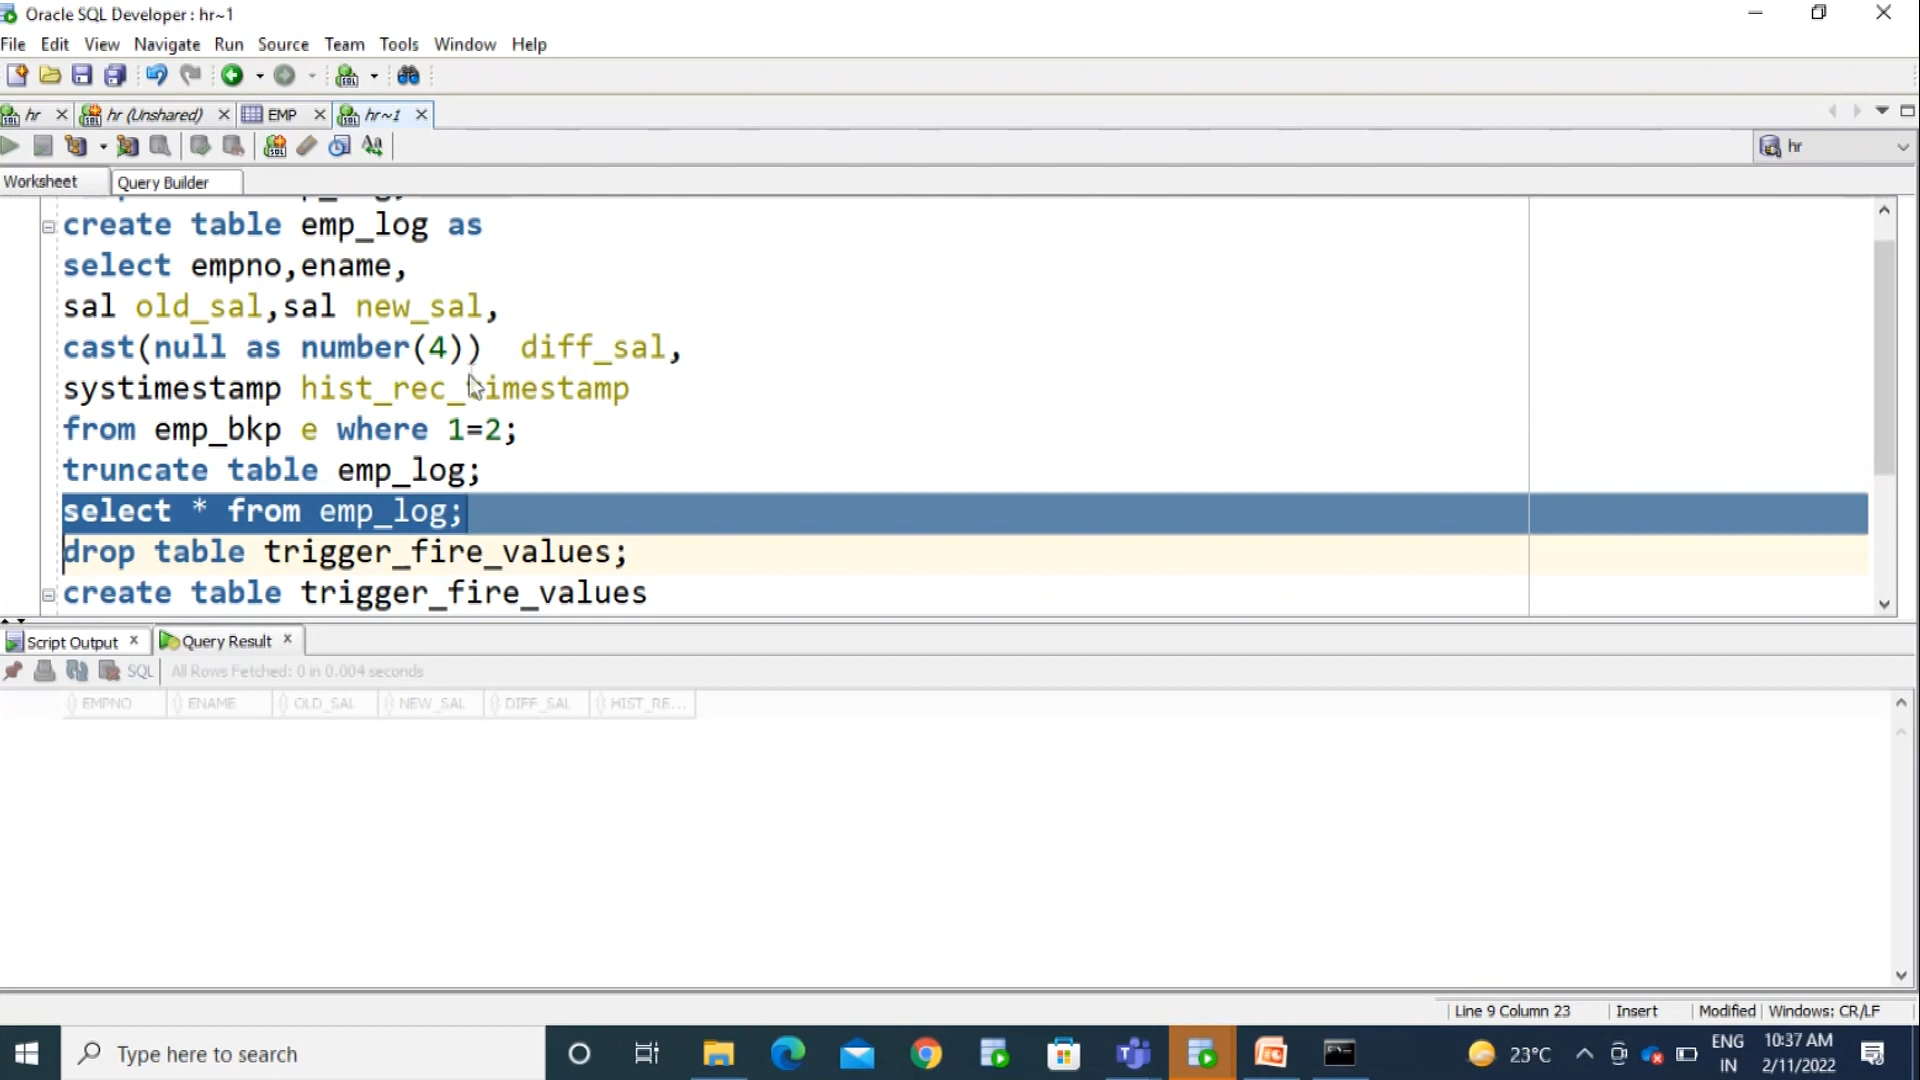 Oracle SQL Developer : hr~1
File Edit View Navigate Run Source Team Tools Window Help
hr hr (Unshared) EMP hr~1
hr
Worksheet Query Builder
create table emp_log as
select empno,ename,
sal old_sal,sal new_sal,
cast(null as number(4))  diff_sal,
systimestamp hist_rec_timestamp
from emp_bkp e where 1=2;
truncate table emp_log;
select * from emp_log;
drop table trigger_fire_values;
create table trigger_fire_values
Script Output Query Result
SQL All Rows Fetched: 0 in 0.004 seconds
EMPNO ENAME OLD_SAL NEW_SAL DIFF_SAL HIST_RE...
Line 9 Column 23 Insert Modified Windows: CR/LF
Type here to search
23°C
ENG
IN
10:37 AM
2/11/2022